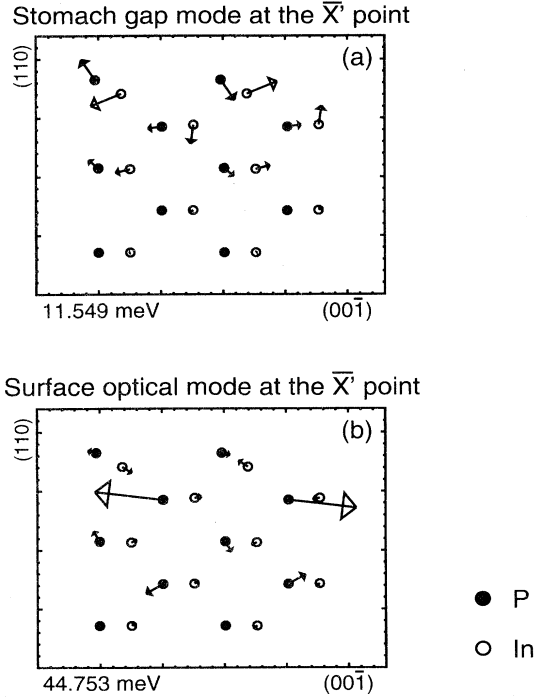 Stomach gap mode at the X̅' point
(a)
(110)
11.549 meV (001̅)
Surface optical mode at the X̅' point
(b)
(110)
44.753 meV (001̅)
P
In